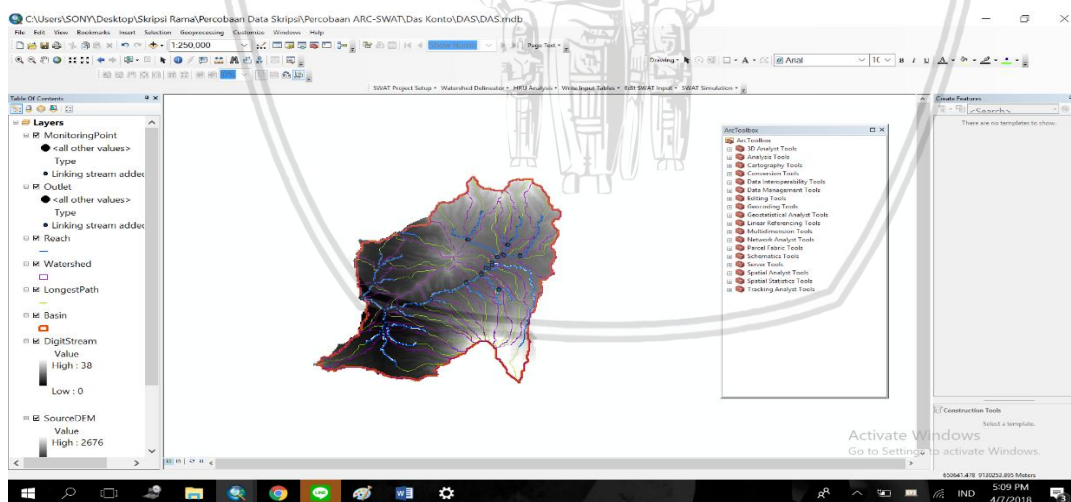 C:\Users\SONY\Desktop\Skripsi Rama\Percobaan Data Skripsi\Percobaan ARC-SWAT\Das Konto\DAS\DAS.mdb
File Edit View Bookmarks Insert Selection Geoprocessing Customize Windows Help
1:250,000
Page Text
Drawing Arial 10 B I U A
SWAT Project Setup Watershed Delineator HRU Analysis Write Input Tables Edit SWAT Input SWAT Simulation
Table Of Contents
Layers
MonitoringPoint
<all other values>
Type
Linking stream added
Outlet
<all other values>
Type
Linking stream added
Reach
Watershed
LongestPath
Basin
DigitStream
Value
High : 38
Low : 0
SourceDEM
Value
High : 2676
ArcToolbox
ArcToolbox
3D Analyst Tools
Analysis Tools
Cartography Tools
Conversion Tools
Data Interoperability Tools
Data Management Tools
Editing Tools
Geocoding Tools
Geostatistical Analyst Tools
Linear Referencing Tools
Multidimension Tools
Network Analyst Tools
Parcel Fabric Tools
Schematics Tools
Server Tools
Spatial Analyst Tools
Spatial Statistics Tools
Tracking Analyst Tools
Create Features
<Search>
There are no templates to show.
Construction Tools
Select a template.
Activate Windows
Go to Settings to activate Windows.
650641.478 9130253.895 Meters
IND
5:09 PM
4/7/2018